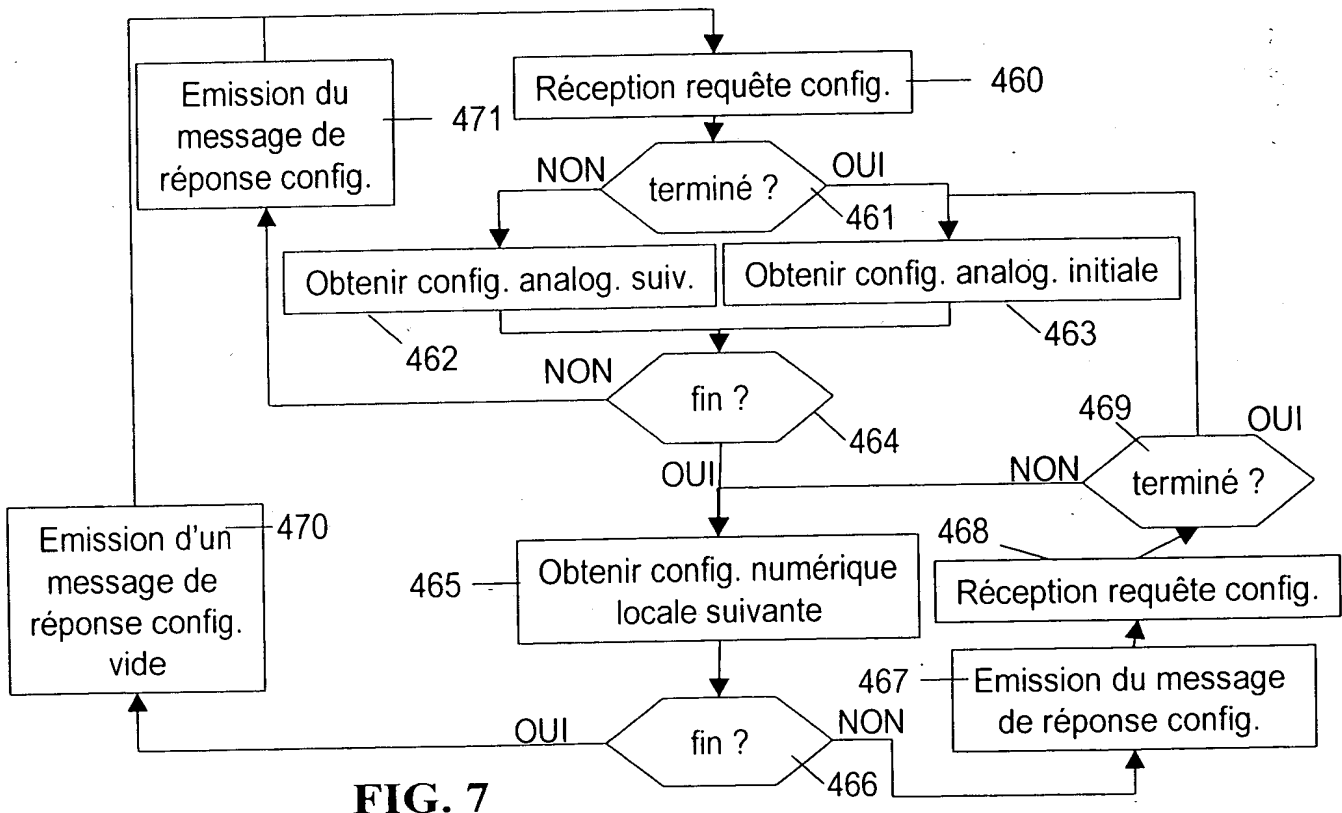 Emission du
message de
réponse config.
471
Réception requête config.
460
NON
terminé ?
OUI
461
Obtenir config. analog. suiv.
Obtenir config. analog. initiale
462
463
NON
fin ?
464
OUI
469
OUI
NON
terminé ?
Emission d'un
message de
réponse config.
vide
470
465
Obtenir config. numérique
locale suivante
468
Réception requête config.
467
Emission du message
de réponse config.
OUI
fin ?
NON
466
FIG. 7